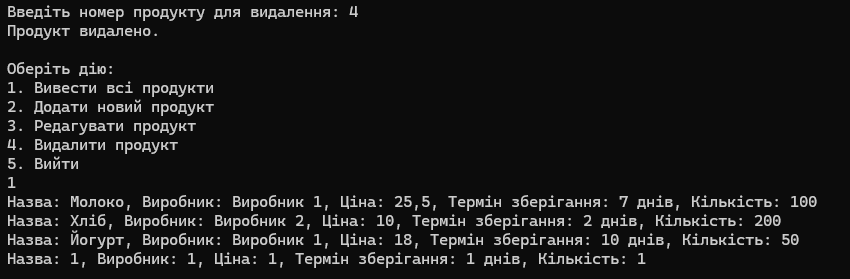 Введіть номер продукту для видалення: 4
Продукт видалено.
Оберіть дію:
1. Вивести всі продукти
2. Додати новий продукт
3. Редагувати продукт
4. Видалити продукт
5. Вийти
1
Назва: Молоко, Виробник: Виробник 1, Ціна: 25,5, Термін зберігання: 7 днів, Кількість: 100
Назва: Хліб, Виробник: Виробник 2, Ціна: 10, Термін зберігання: 2 днів, Кількість: 200
Назва: Йогурт, Виробник: Виробник 1, Ціна: 18, Термін зберігання: 10 днів, Кількість: 50
Назва: 1, Виробник: 1, Ціна: 1, Термін зберігання: 1 днів, Кількість: 1